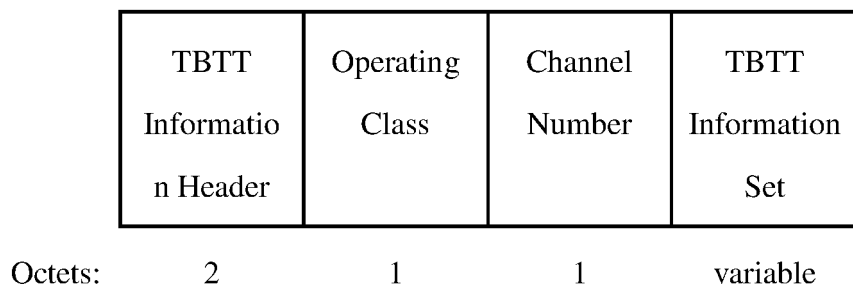 TBTT Operating Channel TBTT
Informatio Class Number Information
n Header Set
Octets: 2 1 1 variable